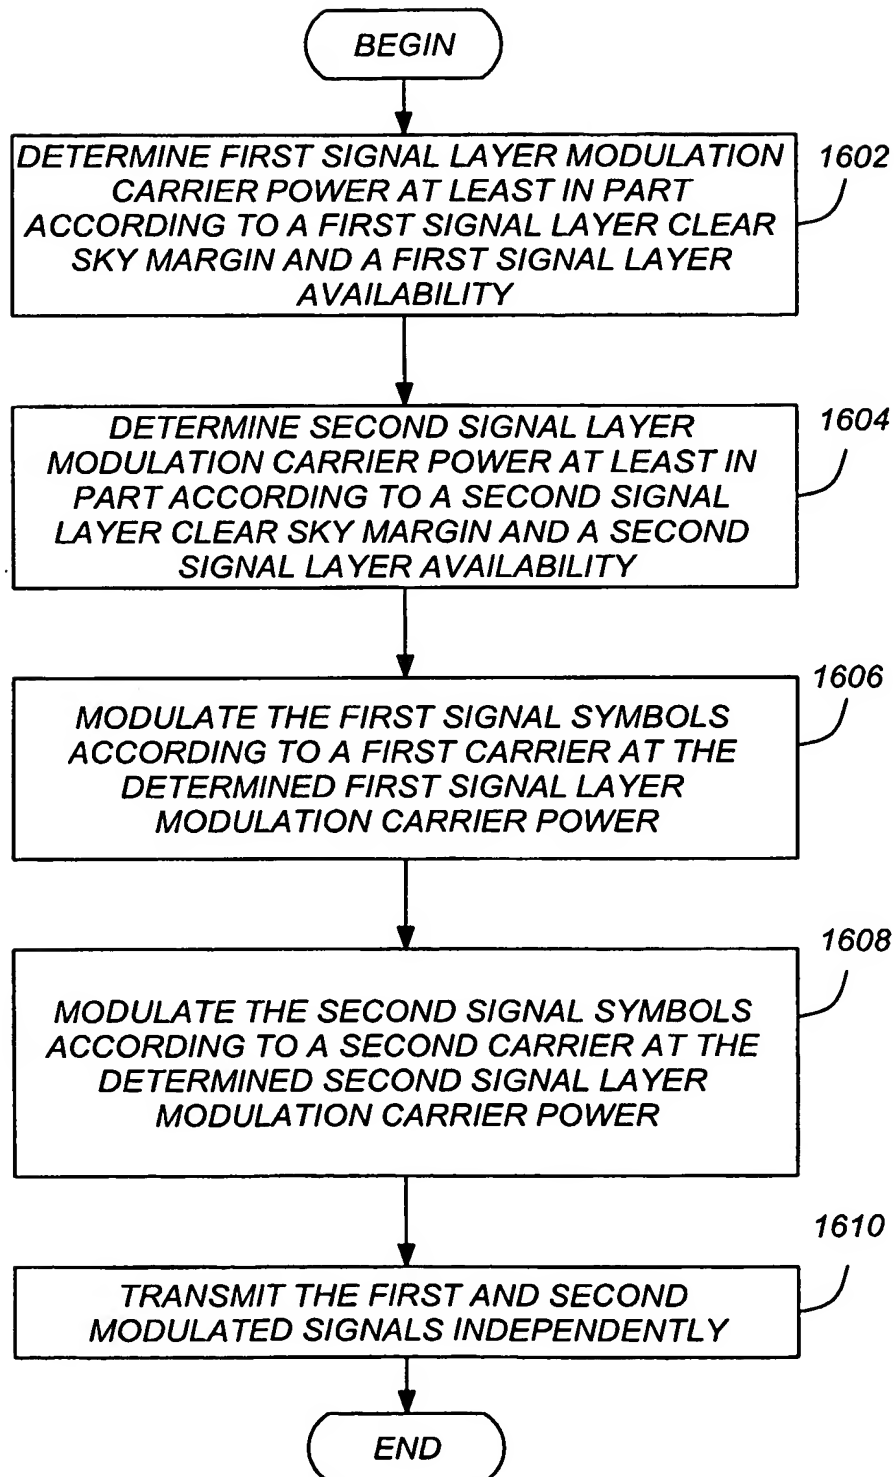 BEGIN
DETERMINE FIRST SIGNAL LAYER MODULATION
CARRIER POWER AT LEAST IN PART
ACCORDING TO A FIRST SIGNAL LAYER CLEAR
SKY MARGIN AND A FIRST SIGNAL LAYER
AVAILABILITY
1602
DETERMINE SECOND SIGNAL LAYER
MODULATION CARRIER POWER AT LEAST IN
PART ACCORDING TO A SECOND SIGNAL
LAYER CLEAR SKY MARGIN AND A SECOND
SIGNAL LAYER AVAILABILITY
1604
MODULATE THE FIRST SIGNAL SYMBOLS
ACCORDING TO A FIRST CARRIER AT THE
DETERMINED FIRST SIGNAL LAYER
MODULATION CARRIER POWER
1606
MODULATE THE SECOND SIGNAL SYMBOLS
ACCORDING TO A SECOND CARRIER AT THE
DETERMINED SECOND SIGNAL LAYER
MODULATION CARRIER POWER
1608
TRANSMIT THE FIRST AND SECOND
MODULATED SIGNALS INDEPENDENTLY
1610
END